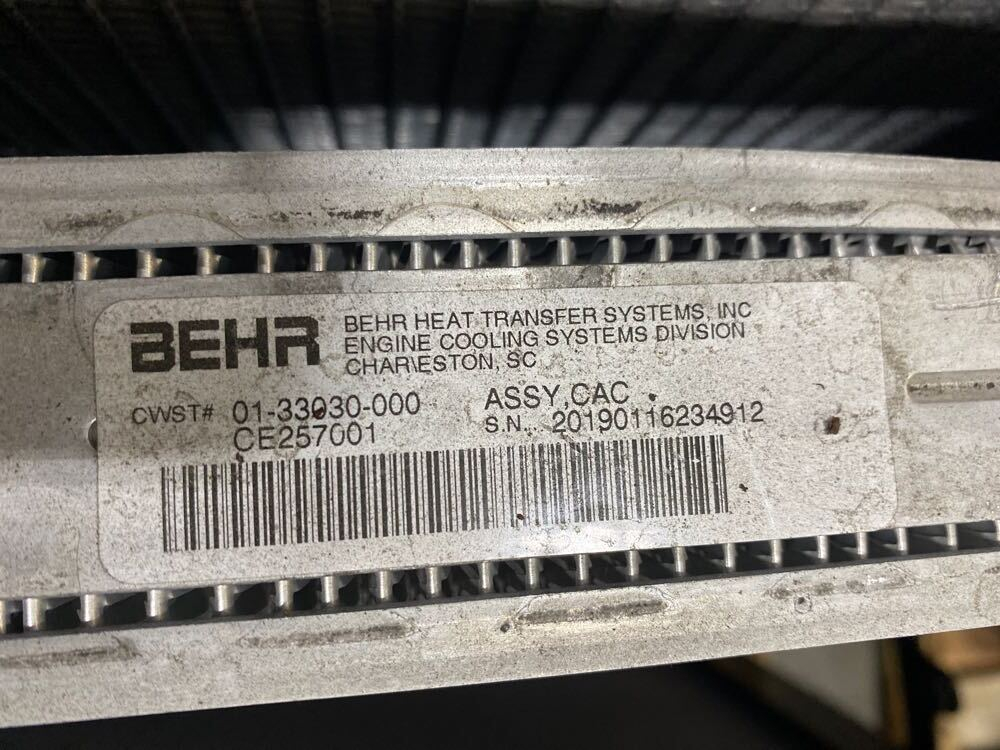 BEHR
BEHR HEAT TRANSFER SYSTEMS, INC
ENGINE COOLING SYSTEMS DIVISION
CHARLESTON, SC
CWST# 01-33030-000 ASSY,CAC
CE257001 S.N.. 20190116234912